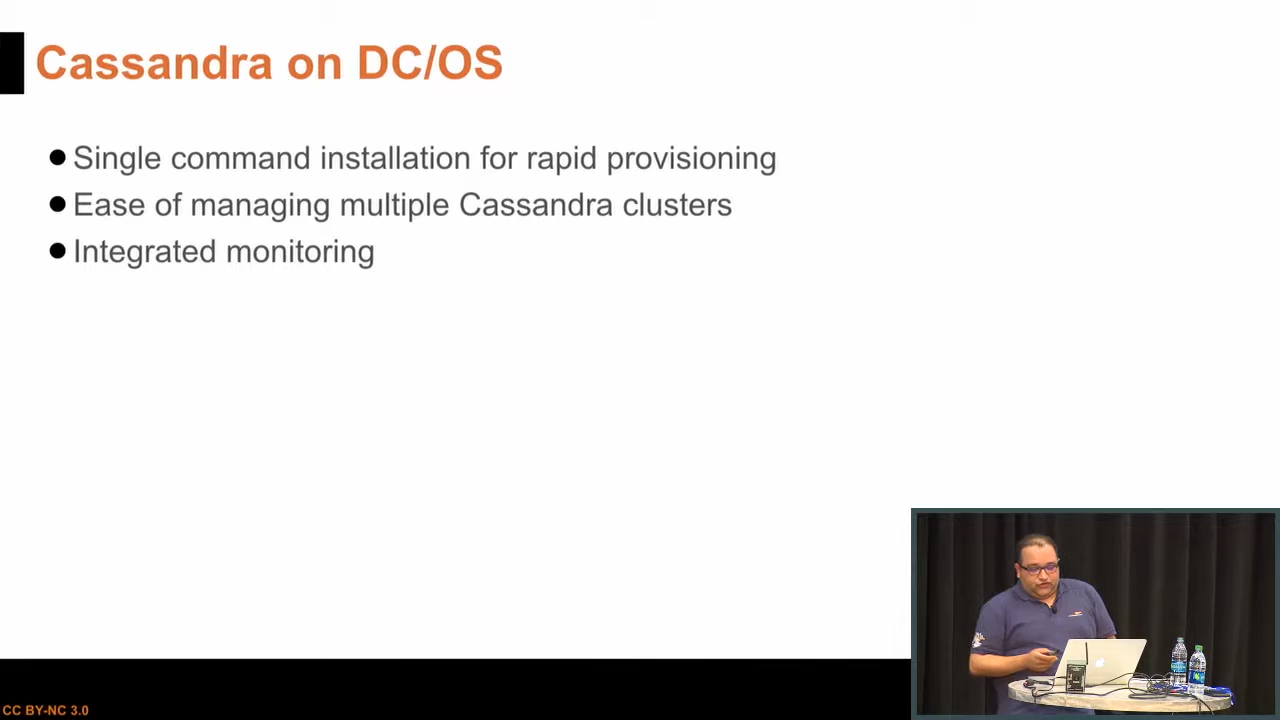 Cassandra on DC/OS
Single command installation for rapid provisioning
Ease of managing multiple Cassandra clusters
Integrated monitoring
CC BY-NC 3.0